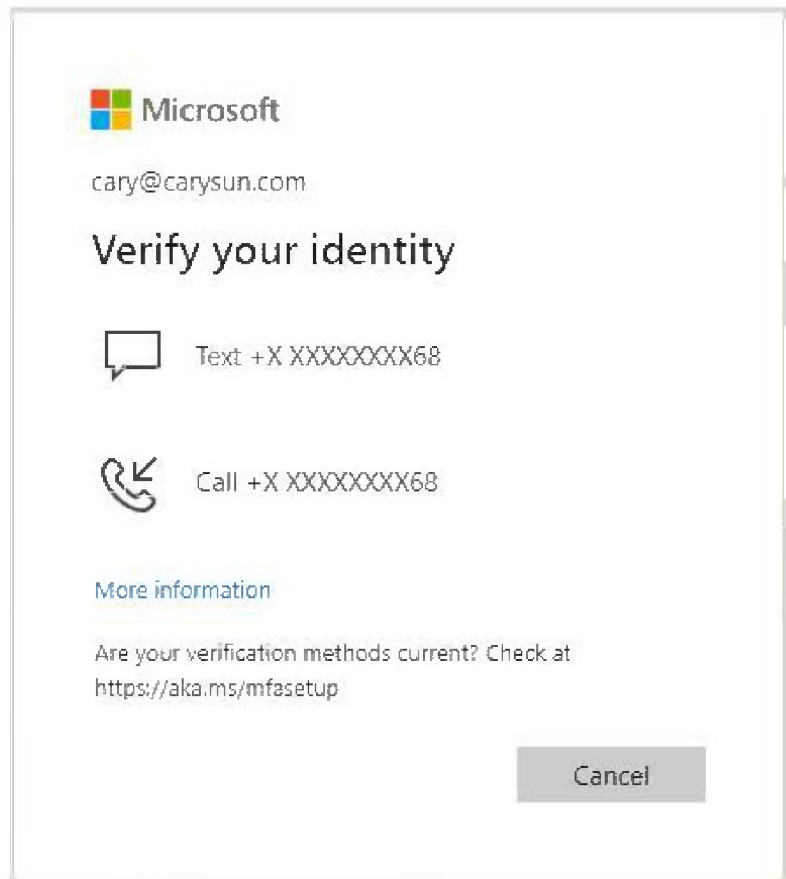 Microsoft
cary@carysun.com
Verify your identity
Text +X XXXXXXXX68
Call +X XXXXXXXX68
More information
Are your verification methods current? Check at
https://aka.ms/mfasetup
Cancel